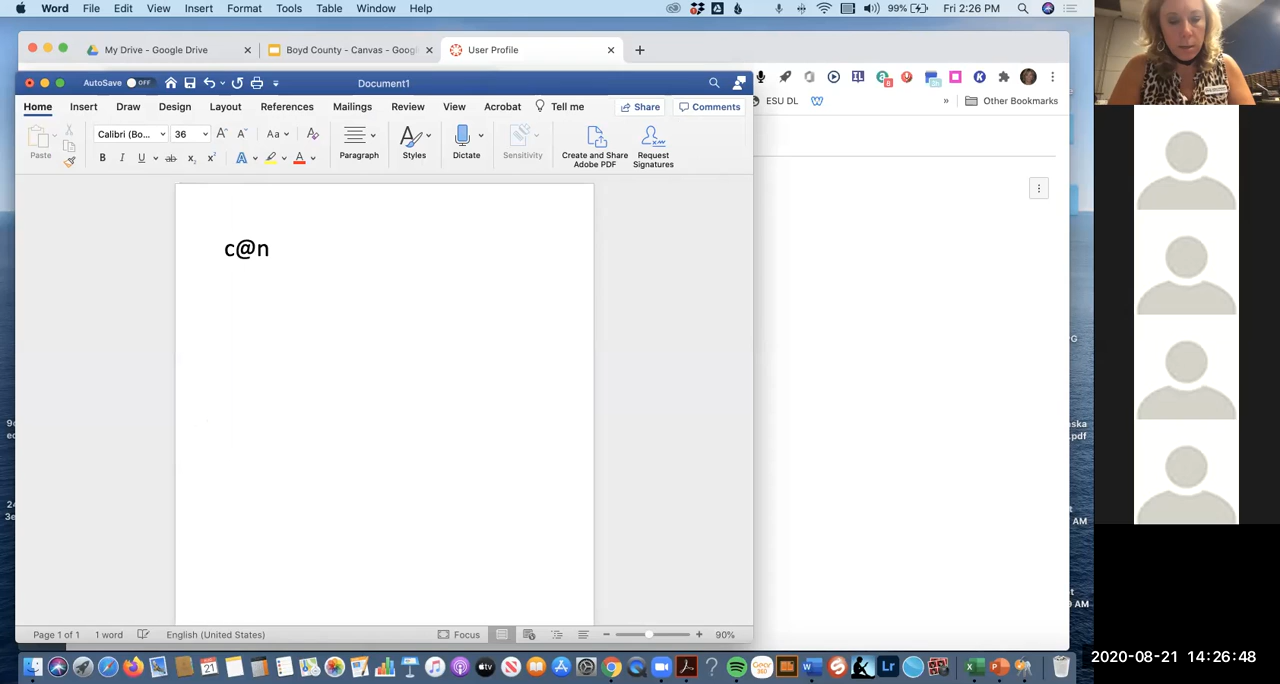 Word File Edit View Insert Format Tools Table Window Help
99% Fri 2:26 PM
My Drive - Google Drive
Boyd County - Canvas - Goog
User Profile
AutoSave OFF
Document1
ESU DL
» Other Bookmarks
Home Insert Draw Design Layout References Mailings Review View Acrobat Tell me
Share Comments
Calibri (Bo... 36
Paste
Paragraph
Styles
Dictate
Sensitivity
Create and Share
Adobe PDF
Request
Signatures
c@n
Page 1 of 1 1 word English (United States)
Focus
90%
2020-08-21 14:26:48